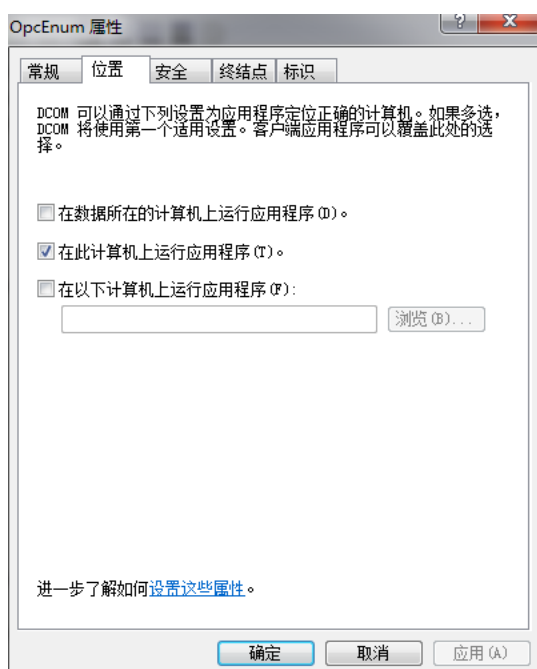 OpcEnum 属性
常规 位置 安全 终结点 标识
DCOM 可以通过下列设置为应用程序定位正确的计算机。如果多选，
DCOM 将使用第一个适用设置。客户端应用程序可以覆盖此处的选
择。
在数据所在的计算机上运行应用程序(D)。
在此计算机上运行应用程序(T)。
在以下计算机上运行应用程序(F):
浏览(B)...
进一步了解如何设置这些属性。
确定 取消 应用(A)